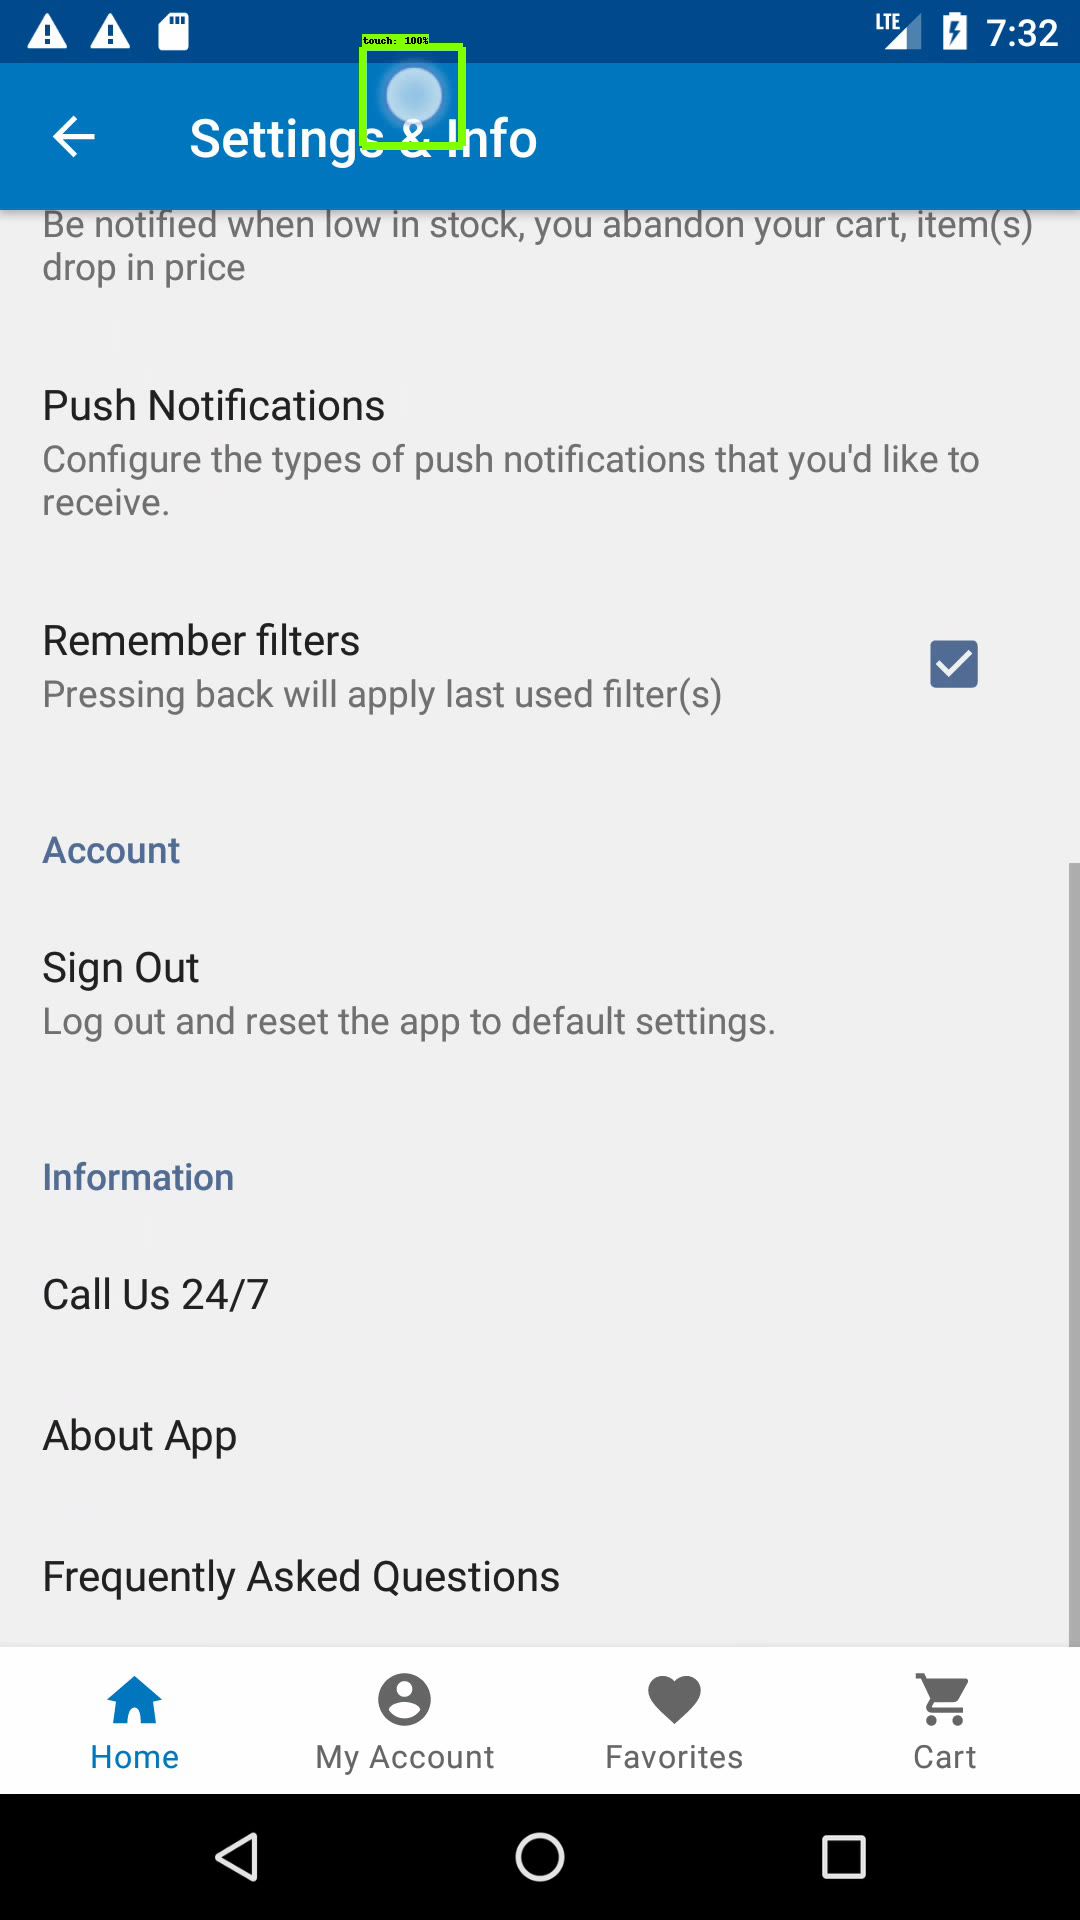 LTE 7:32
touch: 100%
Settings & Info
Be notified when low in stock, you abandon your cart, item(s)
drop in price
Push Notifications
Configure the types of push notifications that you'd like to
receive.
Remember filters
Pressing back will apply last used filter(s)
Account
Sign Out
Log out and reset the app to default settings.
Information
Call Us 24/7
About App
Frequently Asked Questions
Home
My Account
Favorites
Cart